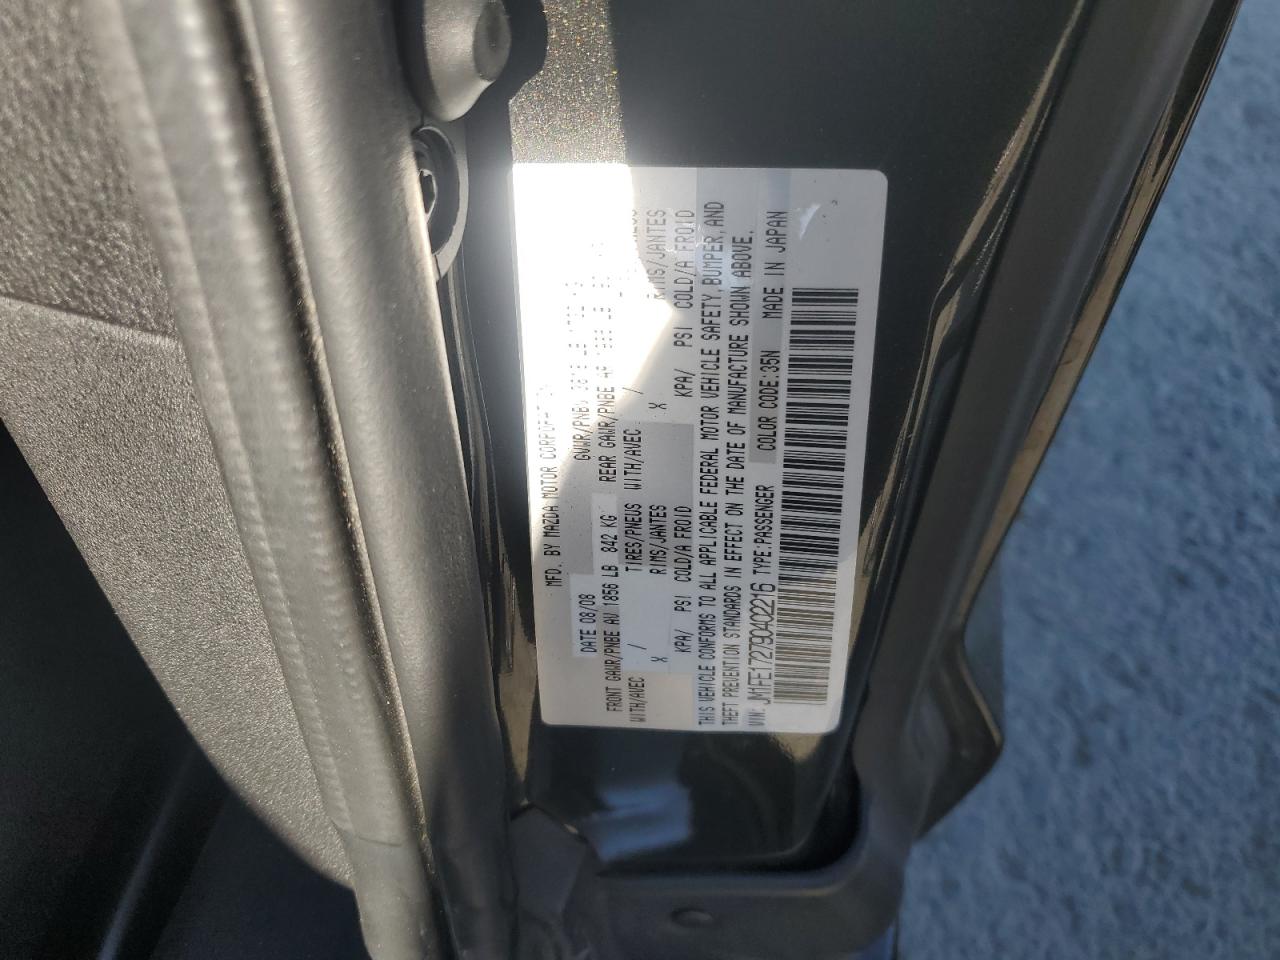 MFD. BY MAZDA MOTOR
DATE 08/08 GVWR/PNBV
FRONT GAWR/PNBE AV 1856 LB 842 KG REAR GAWR/PNBE AR LB
WITH/AVEC / TIRES/PNEUS WITH/AVEC /
X RIMS/JANTES X RIMS/JANTES
KPA/ PSI COLD/A FROID KPA/ PSI COLD/A FROID
THIS VEHICLE CONFORMS TO ALL APPLICABLE FEDERAL MOTOR VEHICLE SAFETY, BUMPER, AND
THEFT PREVENTION STANDARDS IN EFFECT ON THE DATE OF MANUFACTURE SHOWN ABOVE.
VIN: JM1FE172790402216 TYPE:PASSENGER COLOR CODE:35N MADE IN JAPAN